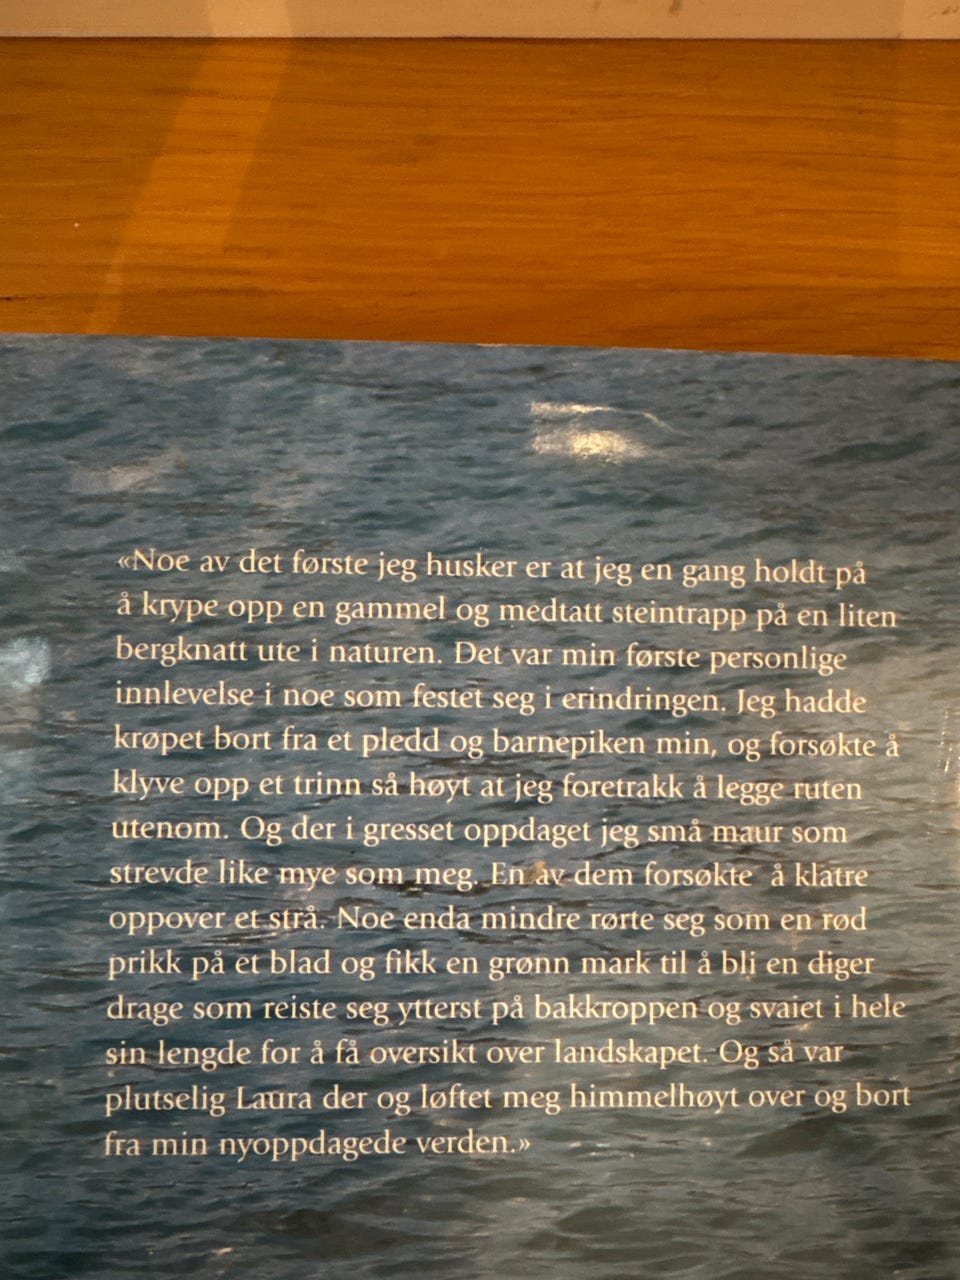 «Noe av det første jeg husker er at jeg en gang holdt på
å krype opp en gammel og medtatt steintrapp på en liten
bergknatt ute i naturen. Det var min første personlige
innlevelse i noe som festet seg i erindringen. Jeg hadde
krøpet bort fra et pledd og barnepiken min, og forsøkte å
klyve opp et trinn så høyt at jeg foretrakk å legge ruten
utenom. Og der i gresset oppdaget jeg små maur som
strevde like mye som meg. En av dem forsøkte å klatre
oppover et strå. Noe enda mindre rørte seg som en rød
prikk på et blad og fikk en grønn mark til å bli en diger
drage som reiste seg ytterst på bakkroppen og svaiet i hele
sin lengde for å få oversikt over landskapet. Og så var
plutselig Laura der og løftet meg himmelhøyt over og bort
fra min nyoppdagede verden.»